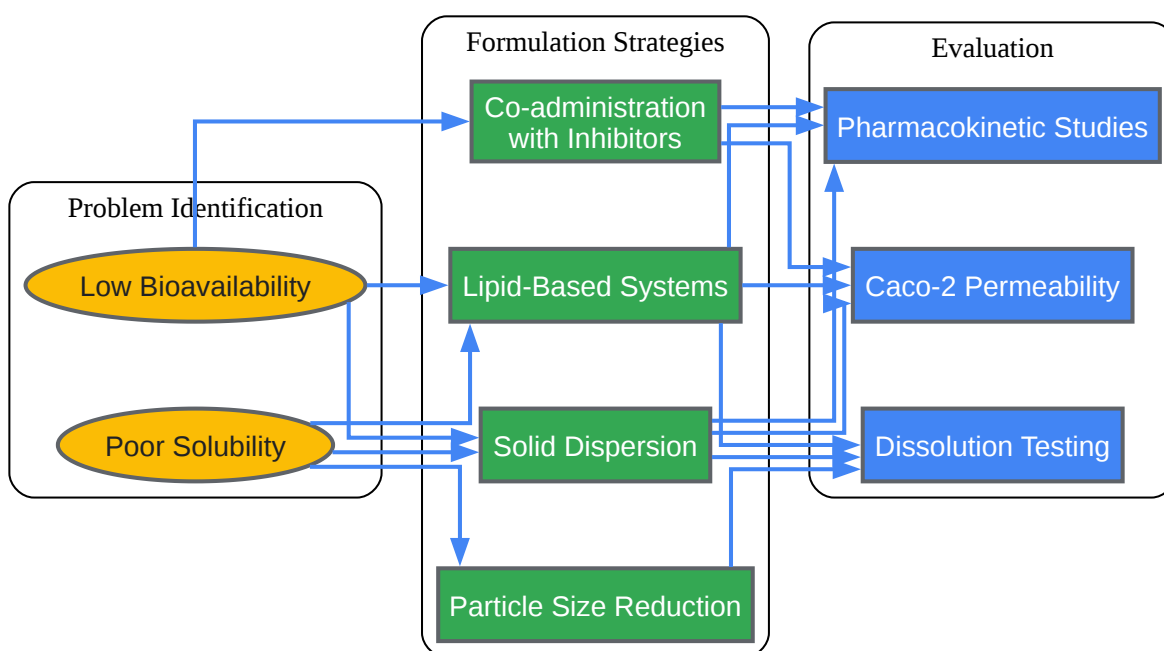 Problem Identification
Low Bioavailability
Poor Solubility
Formulation Strategies
Co-administration
with Inhibitors
Lipid-Based Systems
Solid Dispersion
Particle Size Reduction
Evaluation
Pharmacokinetic Studies
Caco-2 Permeability
Dissolution Testing